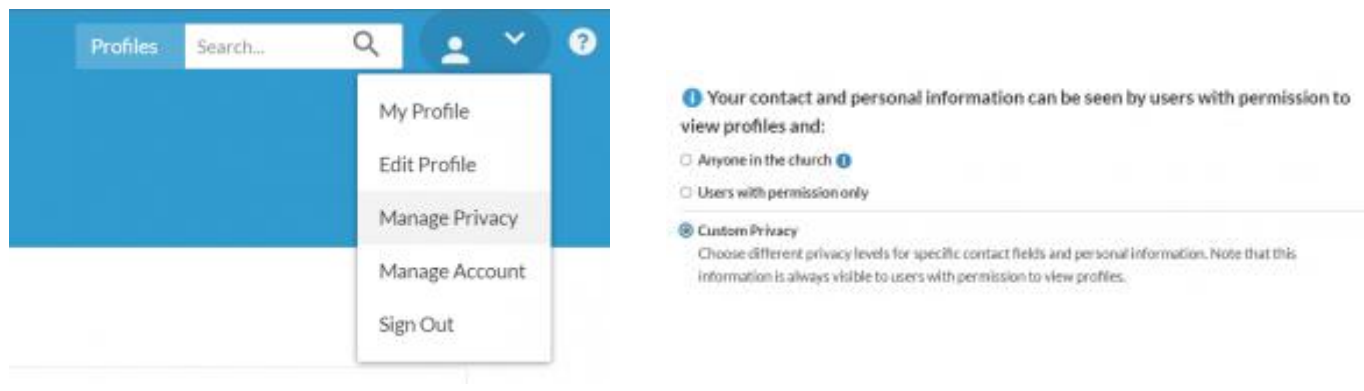 Profiles
Search...
?
My Profile
Edit Profile
Manage Privacy
Manage Account
Sign Out
i Your contact and personal information can be seen by users with permission to
view profiles and:
Anyone in the church i
Users with permission only
Custom Privacy
Choose different privacy levels for specific contact fields and personal information. Note that this
information is always visible to users with permission to view profiles.